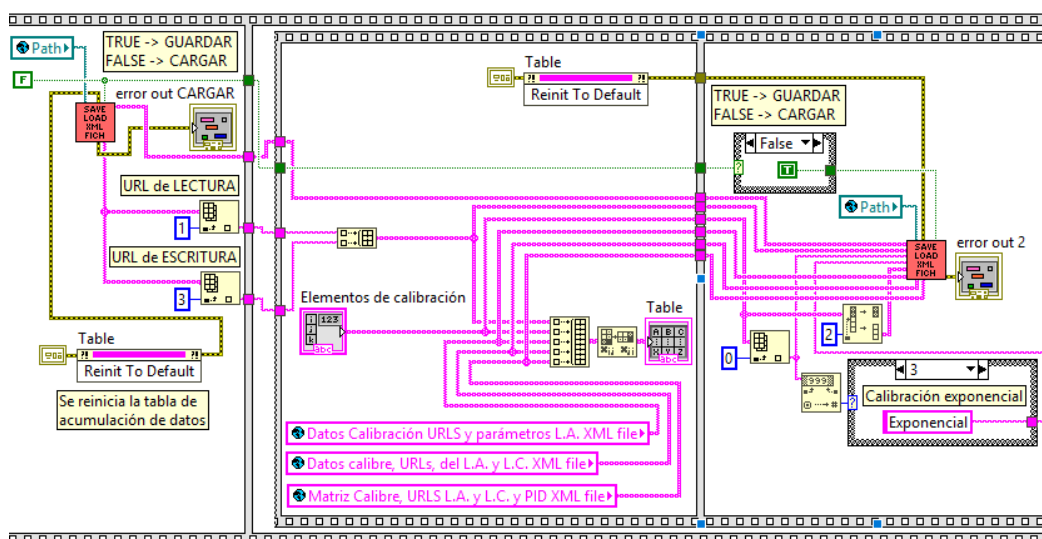 Path
TRUE -> GUARDAR
FALSE -> CARGAR
F
error out CARGAR
SAVE
LOAD
XML
FICH
URL de LECTURA
1
URL de ESCRITURA
3
Table
Reinit To Default
Se reinicia la tabla de
acumulación de datos
Table
Reinit To Default
Elementos de calibración
i
j
k
123
abc
Table
A B C
X Y Z
abc
Datos Calibración URLS y parámetros L.A. XML file
Datos calibre, URLs, del L.A. y L.C. XML file
Matriz Calibre, URLS L.A. y L.C. y PID XML file
TRUE -> GUARDAR
FALSE -> CARGAR
False
?
T
Path
SAVE
LOAD
XML
FICH
error out 2
2
0
999
?
3
Calibración exponencial
Exponencial